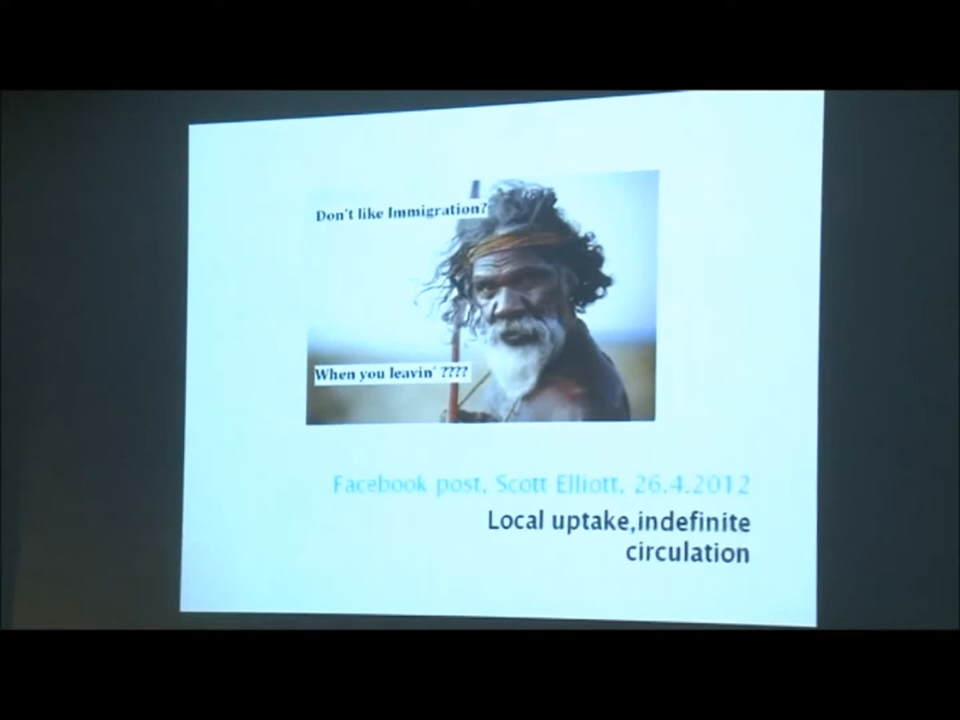 Don't like Immigration?
When you leavin' ????
Facebook post, Scott Elliott, 26.4.2012
Local uptake,indefinite
circulation